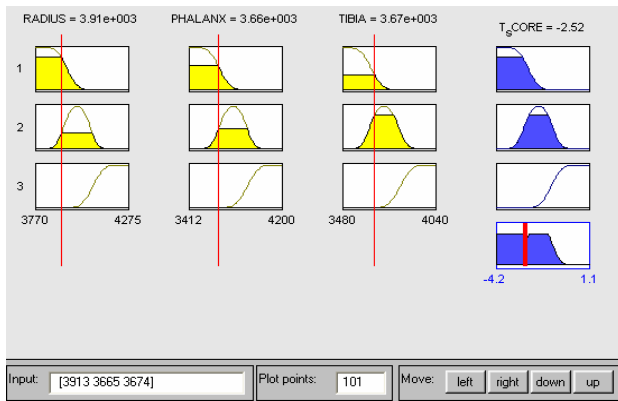 RADIUS = 3.91e+003 PHALANX = 3.66e+003 TIBIA = 3.67e+003 TSCORE = -2.52
1
2
3
3770 4275 3412 4200 3480 4040
-4.2 1.1
Input: [3913 3665 3674] Plot points: 101 Move: left right down up